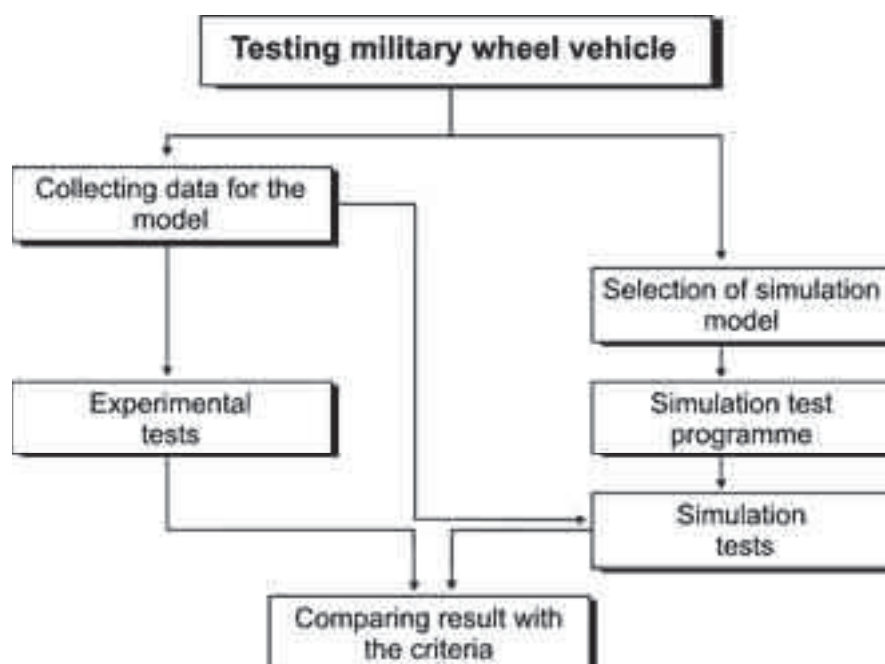 Testing military wheel vehicle
Collecting data for the
model
Selection of simulation
model
Experimental
tests
Simulation test
programme
Simulation
tests
Comparing result with
the criteria